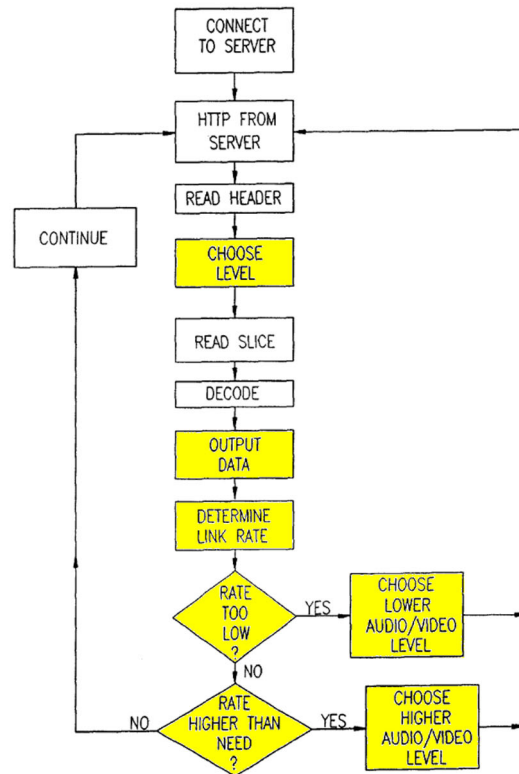 CONNECT
TO SERVER
HTTP FROM
SERVER
READ HEADER
CONTINUE
CHOOSE
LEVEL
READ SLICE
DECODE
OUTPUT
DATA
DETERMINE
LINK RATE
RATE
TOO
LOW
?
YES
CHOOSE
LOWER
AUDIO/VIDEO
LEVEL
NO
RATE
HIGHER THAN
NEED
?
NO
YES
CHOOSE
HIGHER
AUDIO/VIDEO
LEVEL